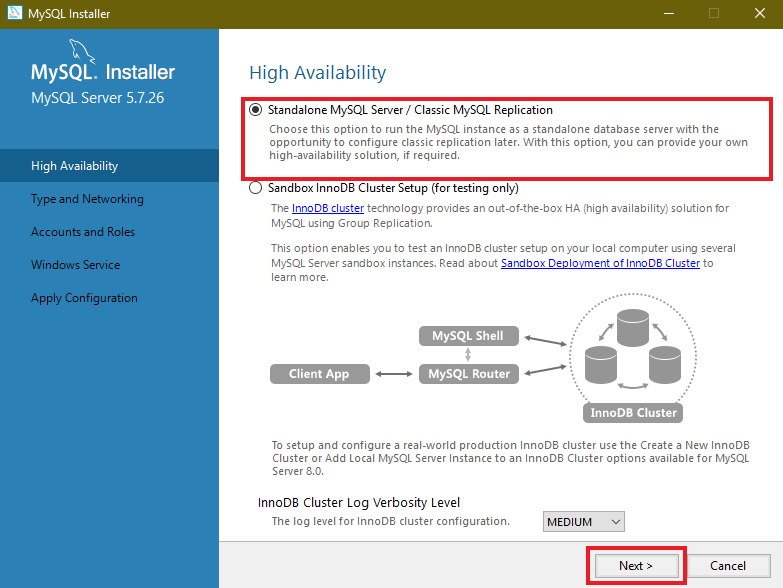 MySQL Installer
MySQL. Installer
MySQL Server 5.7.26
High Availability
Type and Networking
Accounts and Roles
Windows Service
Apply Configuration
High Availability
Standalone MySQL Server / Classic MySQL Replication
Choose this option to run the MySQL instance as a standalone database server with the
opportunity to configure classic replication later. With this option, you can provide your own
high-availability solution, if required.
Sandbox InnoDB Cluster Setup (for testing only)
The InnoDB cluster technology provides an out-of-the-box HA (high availability) solution for
MySQL using Group Replication.
This option enables you to test an InnoDB cluster setup on your local computer using several
MySQL Server sandbox instances. Read about Sandbox Deployment of InnoDB Cluster to
learn more.
MySQL Shell
Client App
MySQL Router
InnoDB Cluster
To setup and configure a real-world production InnoDB cluster use the Create a New InnoDB
Cluster or Add Local MySQL Server Instance to an InnoDB Cluster options available for MySQL
Server 8.0.
InnoDB Cluster Log Verbosity Level
The log level for InnoDB cluster configuration.
MEDIUM
Next >
Cancel